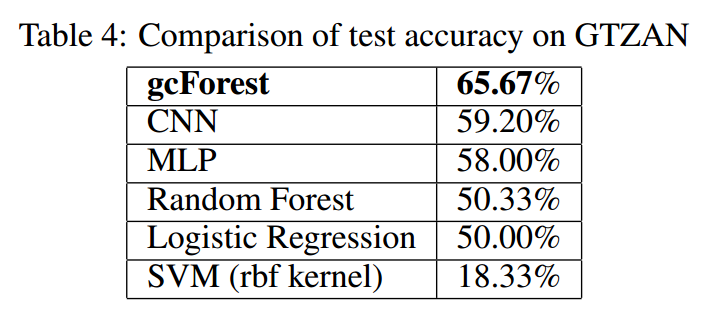 Table 4: Comparison of test accuracy on GTZAN
gcForest 65.67%
CNN 59.20%
MLP 58.00%
Random Forest 50.33%
Logistic Regression 50.00%
SVM (rbf kernel) 18.33%